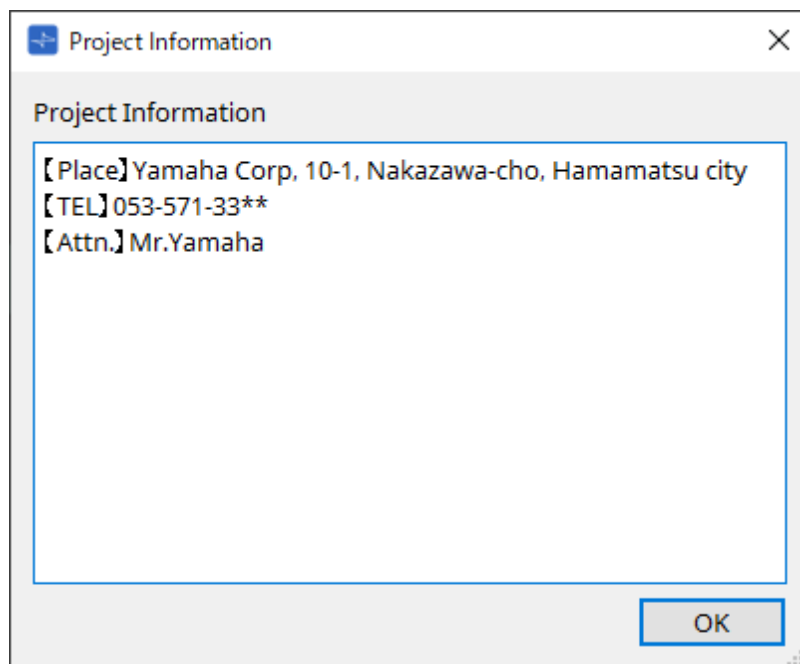 Project Information
Project Information
【Place】Yamaha Corp, 10-1, Nakazawa-cho, Hamamatsu city
【TEL】053-571-33**
【Attn.】Mr.Yamaha
OK